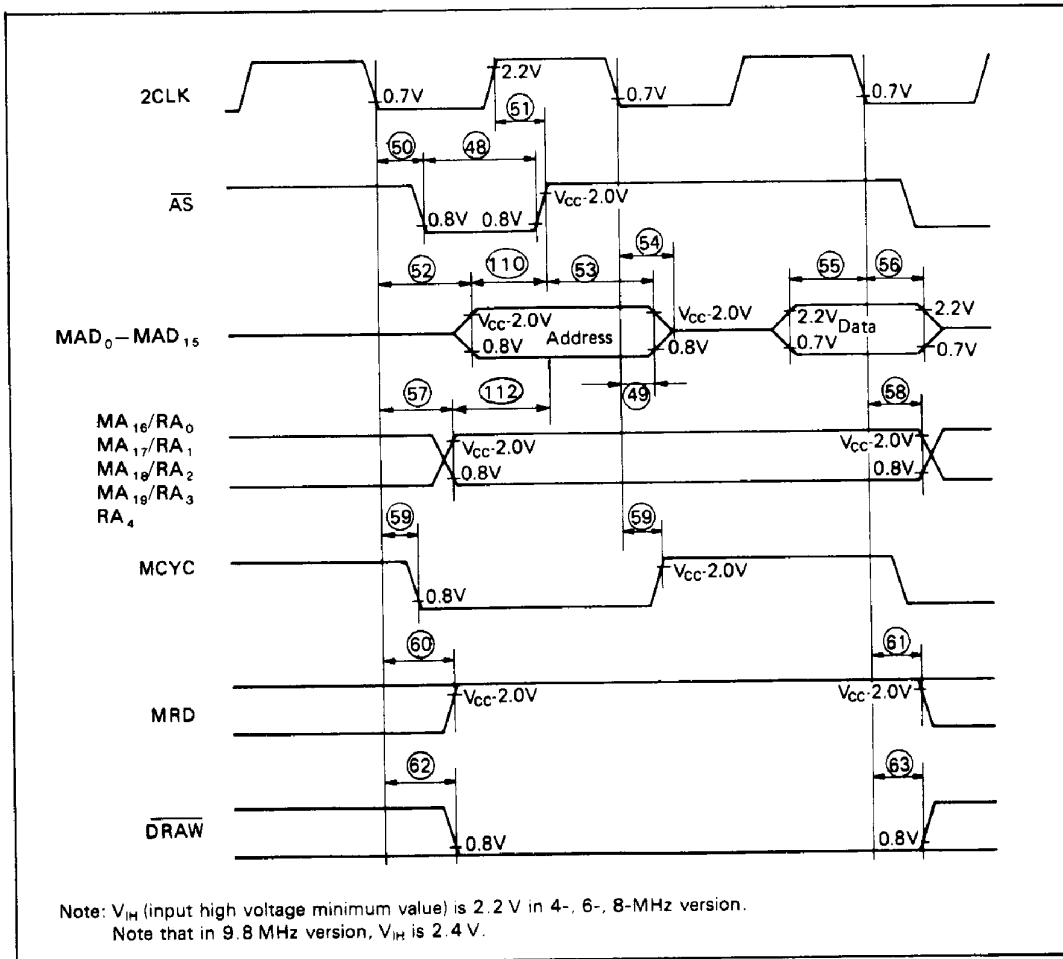 2CLK
0.7V
2.2V
0.7V
0.7V
51
50
48
AS
0.8V
0.8V
VCC-2.0V
54
52
110
53
55
56
MAD0-MAD15
VCC-2.0V
0.8V
Address
VCC-2.0V
0.8V
2.2V
0.7V
Data
2.2V
0.7V
49
57
112
58
MA16/RA0
MA17/RA1
MA18/RA2
MA19/RA3
RA4
VCC-2.0V
0.8V
VCC-2.0V
0.8V
59
59
MCYC
0.8V
VCC-2.0V
60
61
MRD
VCC-2.0V
VCC-2.0V
62
63
DRAW
0.8V
0.8V
Note: VIH (input high voltage minimum value) is 2.2 V in 4-, 6-, 8-MHz version.
Note that in 9.8 MHz version, VIH is 2.4 V.